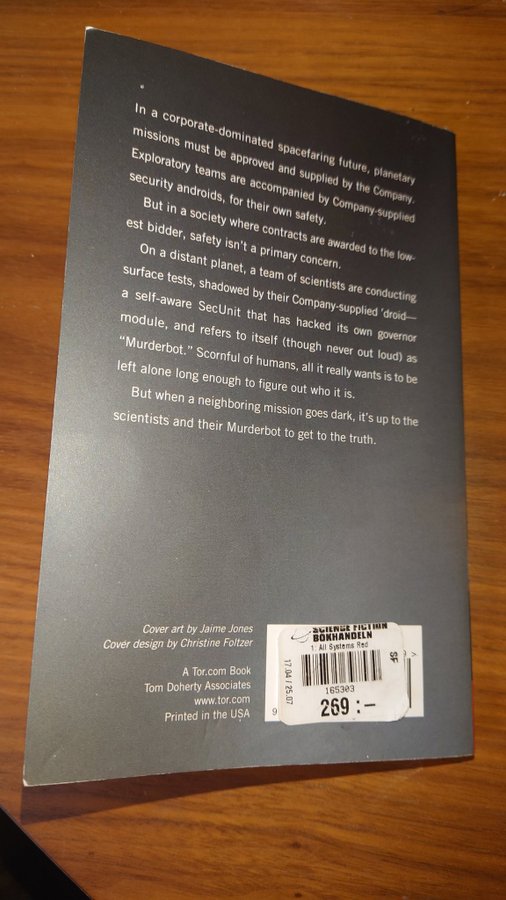 In a corporate-dominated spacefaring future, planetary
missions must be approved and supplied by the Company.
Exploratory teams are accompanied by Company-supplied
security androids, for their own safety.
But in a society where contracts are awarded to the low-
est bidder, safety isn't a primary concern.
On a distant planet, a team of scientists are conducting
surface tests, shadowed by their Company-supplied 'droid—
a self-aware SecUnit that has hacked its own governor
module, and refers to itself (though never out loud) as
"Murderbot." Scornful of humans, all it really wants is to be
left alone long enough to figure out who it is.
But when a neighboring mission goes dark, it's up to the
scientists and their Murderbot to get to the truth.
Cover art by Jaime Jones
Cover design by Christine Foltzer
A Tor.com Book
Tom Doherty Associates
www.tor.com
Printed in the USA
SCIENCE FICTION
BOKHANDELN
1: All Systems Red
SF
17.04 / 25.07
165303
269:-
9